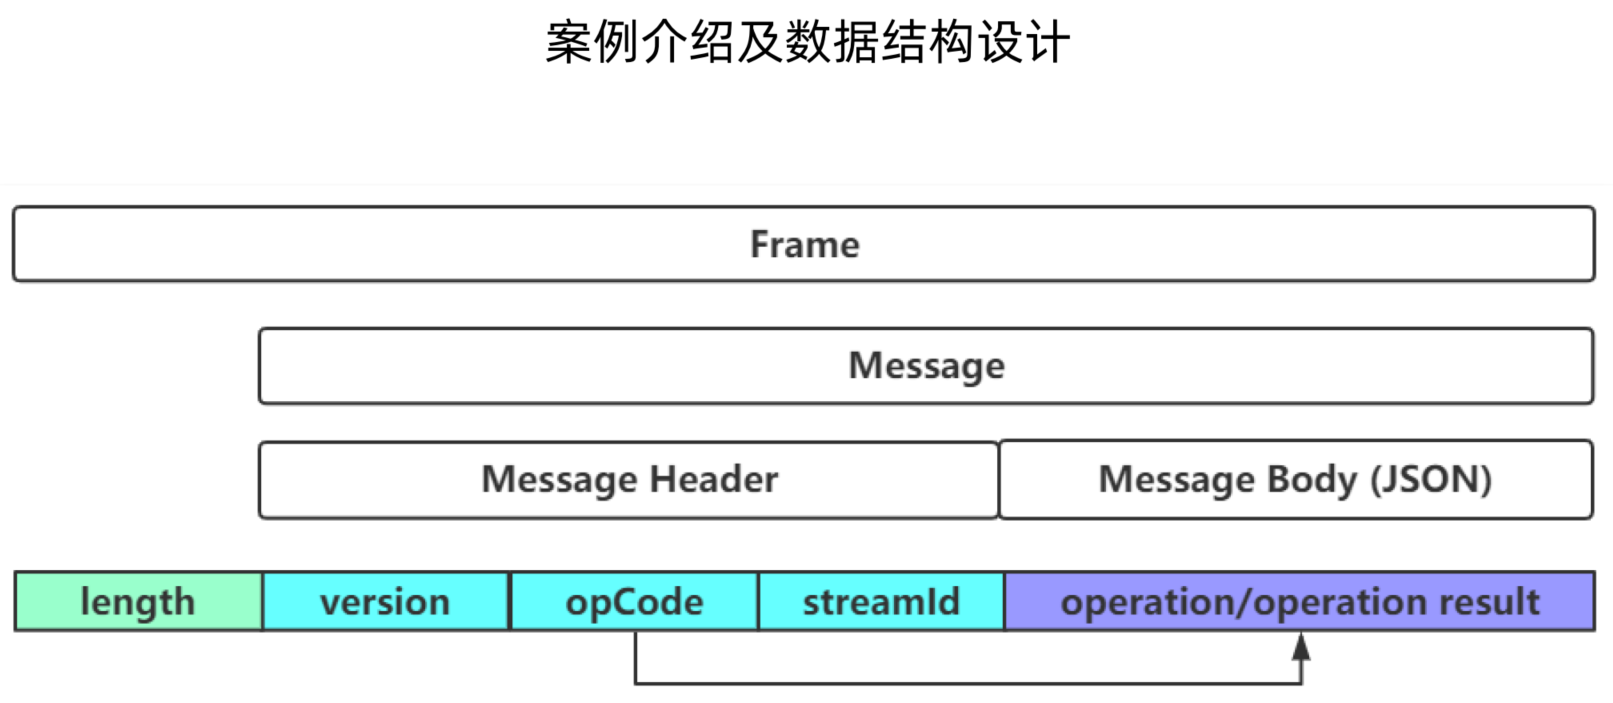 案例介绍及数据结构设计
Frame
Message
Message Header
Message Body (JSON)
length
version
opCode
streamId
operation/operation result